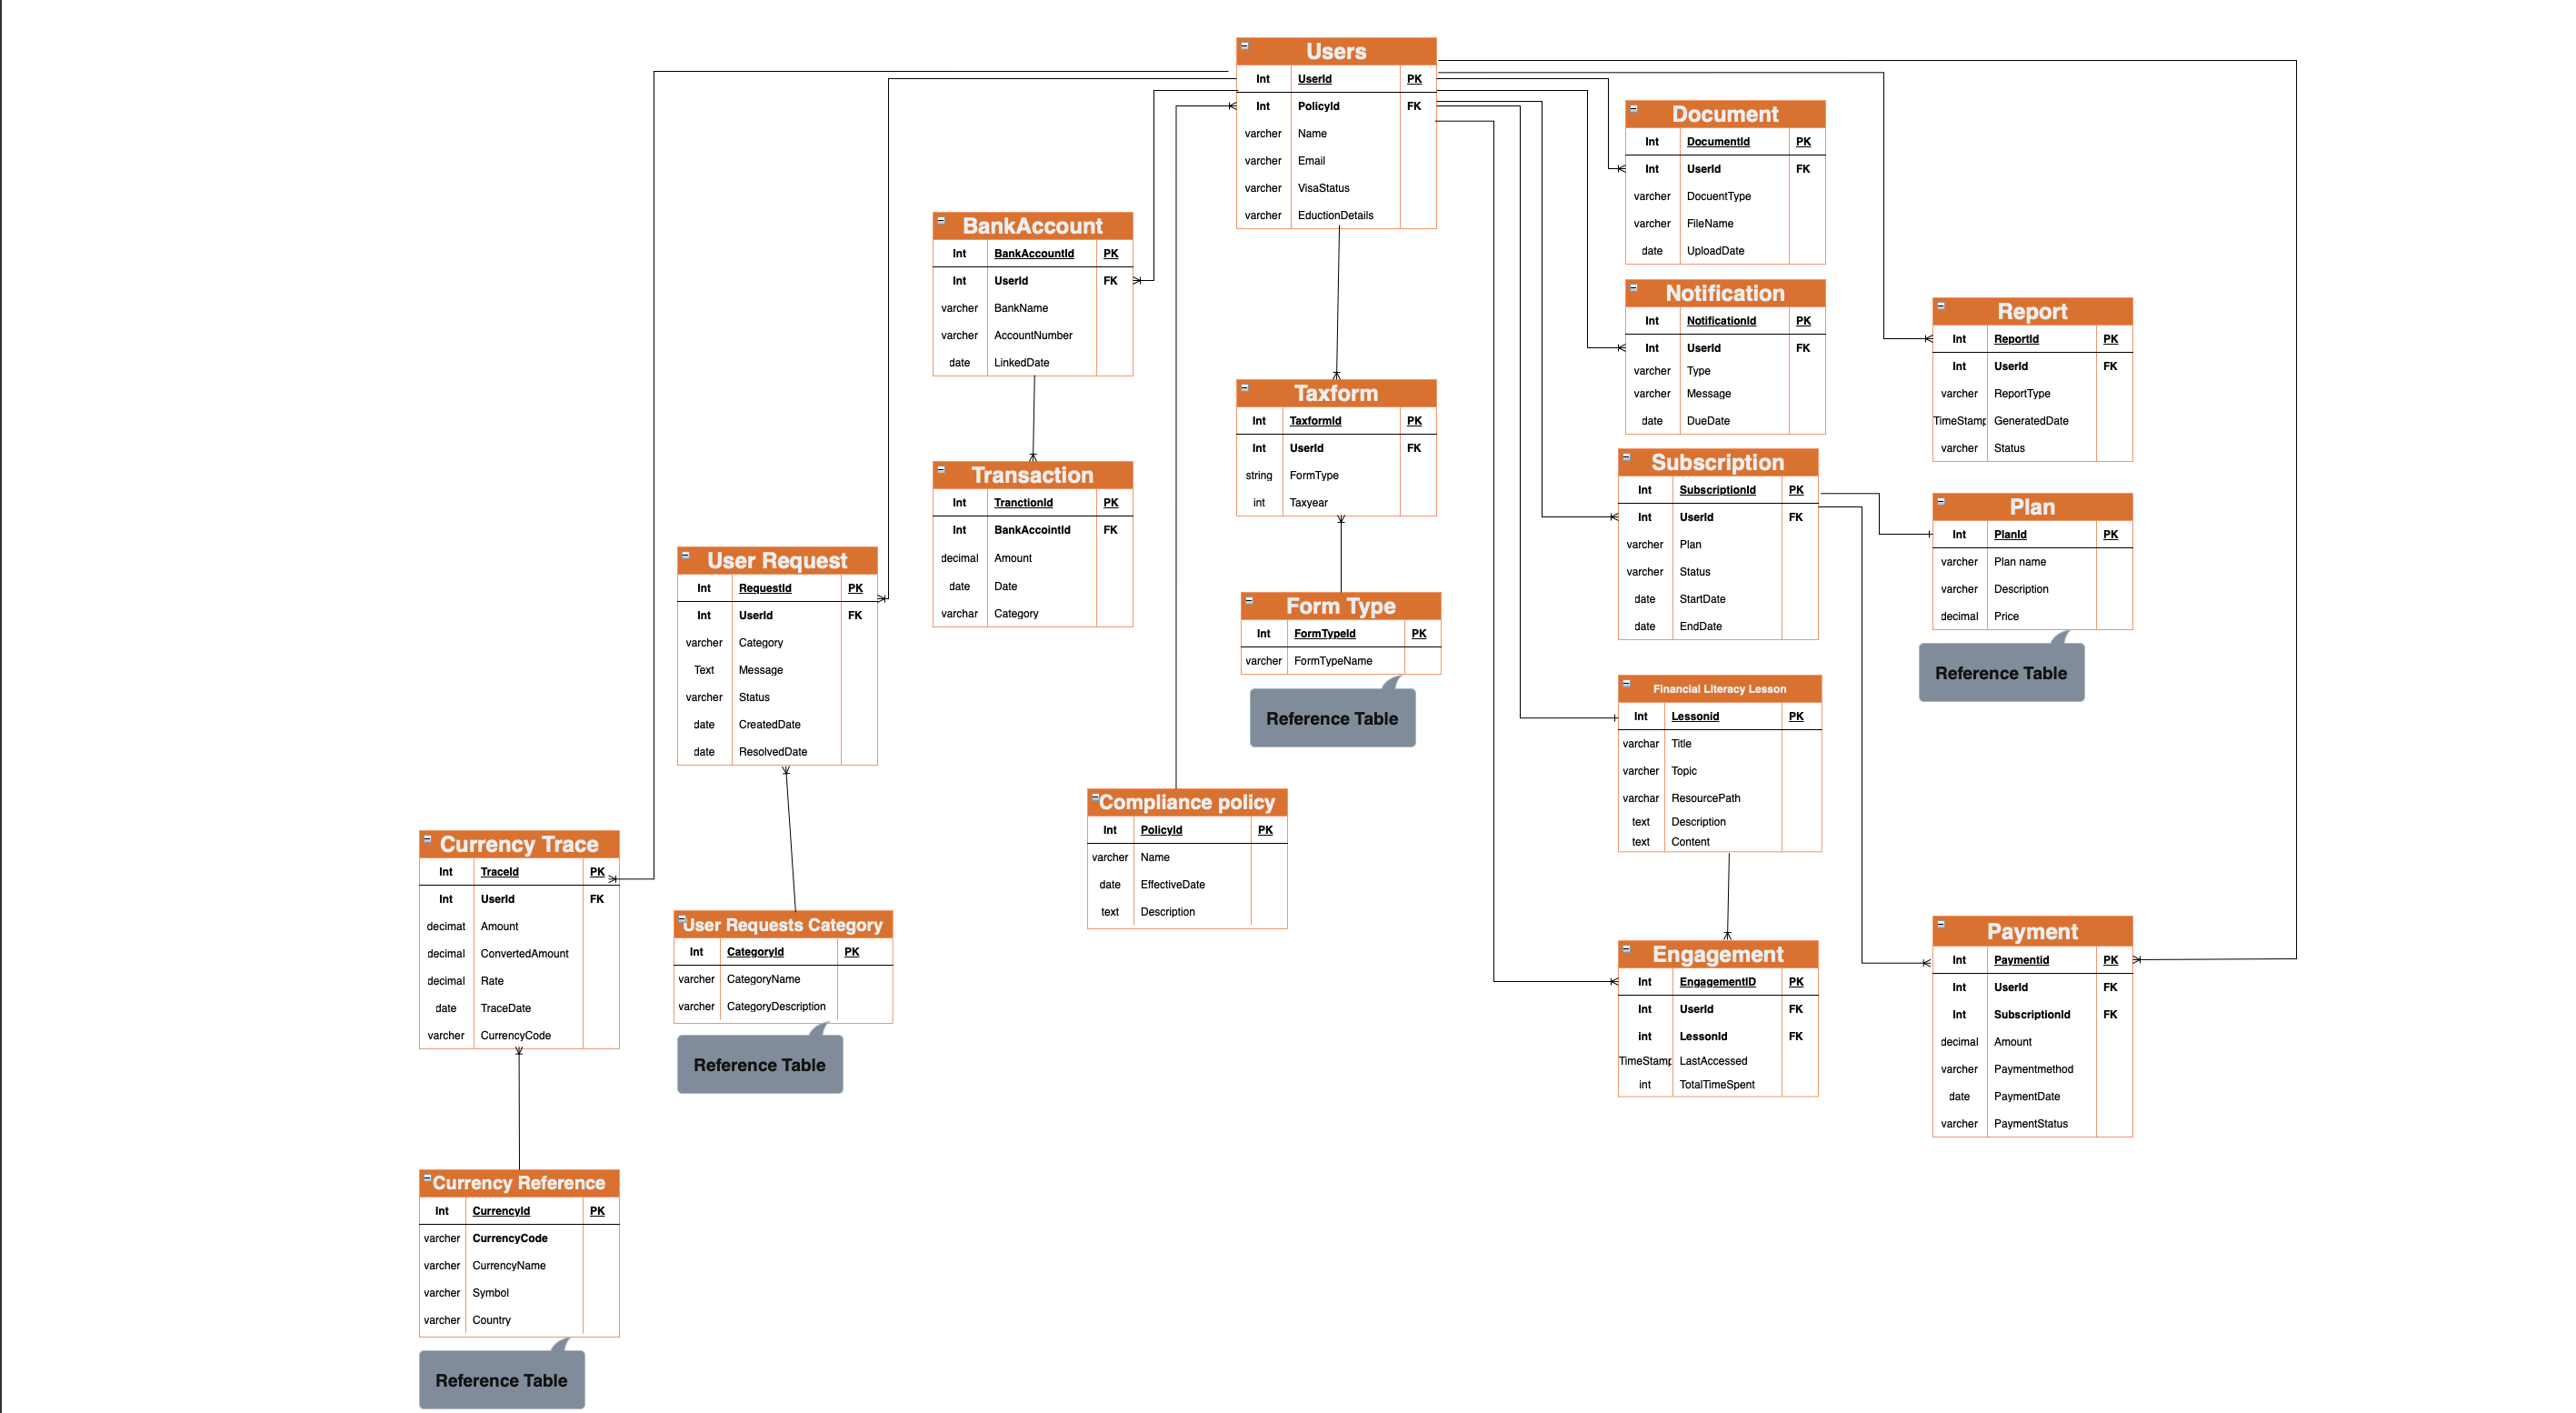 Users
Int UserId PK
Int PolicyId FK
varcher Name
varcher Email
varcher VisaStatus
varcher EductionDetails
Document
Int DocumentId PK
Int UserId FK
varcher DocuentType
varcher FileName
date UploadDate
BankAccount
Int BankAccountId PK
Int UserId FK
varcher BankName
varcher AccountNumber
date LinkedDate
Notification
Int NotificationId PK
Int UserId FK
varcher Type
varcher Message
date DueDate
Report
Int ReportId PK
Int UserId FK
varcher ReportType
TimeStamp GeneratedDate
varcher Status
Taxform
Int TaxformId PK
Int UserId FK
string FormType
int Taxyear
Transaction
Int TranctionId PK
Int BankAccointId FK
decimal Amount
date Date
varchar Category
Subscription
Int SubscriptionId PK
Int UserId FK
varcher Plan
varcher Status
date StartDate
date EndDate
Plan
Int PlanId PK
varcher Plan name
varcher Description
decimal Price
Reference Table
User Request
Int RequestId PK
Int UserId FK
varcher Category
Text Message
varcher Status
date CreatedDate
date ResolvedDate
Form Type
Int FormTypeId PK
varcher FormTypeName
Reference Table
Financial Literacy Lesson
Int Lessonid PK
varchar Title
varcher Topic
varchar ResourcePath
text Description
text Content
Compliance policy
Int PolicyId PK
varcher Name
date EffectiveDate
text Description
Currency Trace
Int TraceId PK
Int UserId FK
decimat Amount
decimal ConvertedAmount
decimal Rate
date TraceDate
varcher CurrencyCode
User Requests Category
Int CategoryId PK
varcher CategoryName
varcher CategoryDescription
Reference Table
Engagement
Int EngagementID PK
Int UserId FK
int LessonId FK
TimeStamp LastAccessed
int TotalTimeSpent
Payment
Int Paymentid PK
Int UserId FK
Int SubscriptionId FK
decimal Amount
varcher Paymentmethod
date PaymentDate
varcher PaymentStatus
Currency Reference
Int CurrencyId PK
varcher CurrencyCode
varcher CurrencyName
varcher Symbol
varcher Country
Reference Table